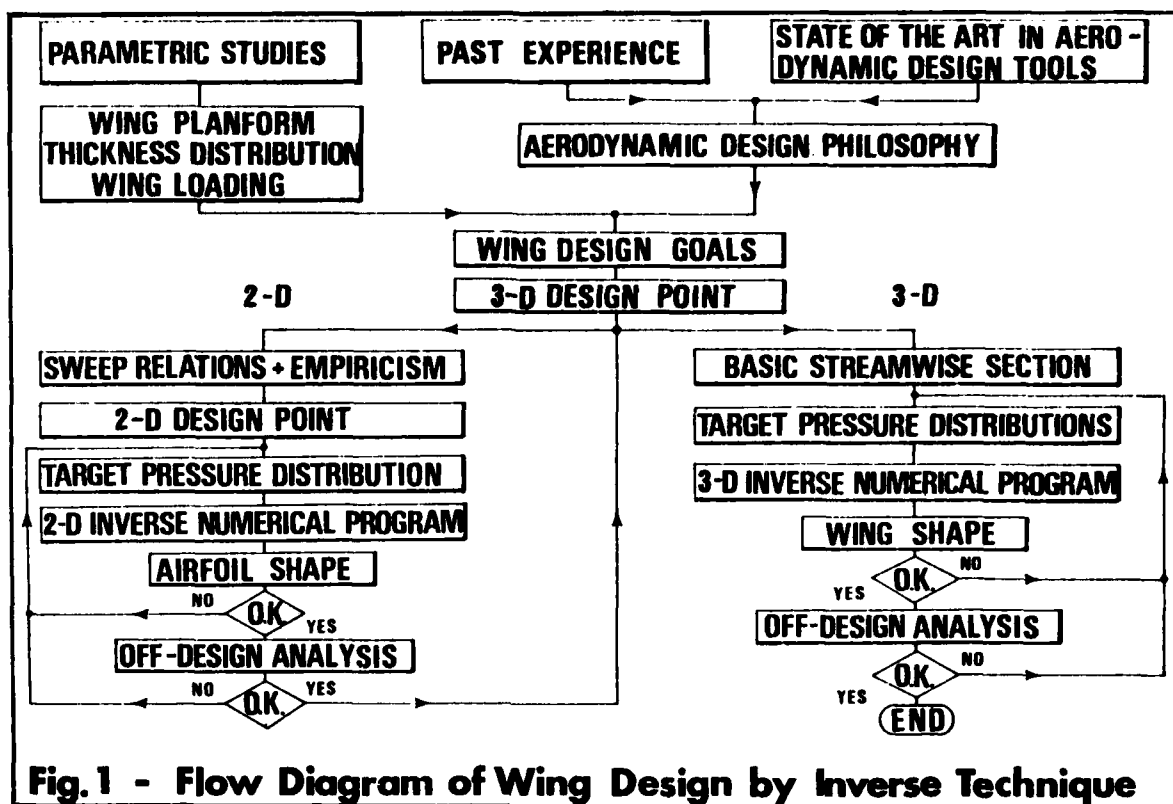 PARAMETRIC STUDIES
PAST EXPERIENCE
STATE OF THE ART IN AERO-
DYNAMIC DESIGN TOOLS
WING PLANFORM
THICKNESS DISTRIBUTION
WING LOADING
AERODYNAMIC DESIGN PHILOSOPHY
WING DESIGN GOALS
2-D
3-D DESIGN POINT
3-D
SWEEP RELATIONS + EMPIRICISM
2-D DESIGN POINT
TARGET PRESSURE DISTRIBUTION
2-D INVERSE NUMERICAL PROGRAM
AIRFOIL SHAPE
NO
O.K.
YES
OFF-DESIGN ANALYSIS
NO
O.K.
YES
BASIC STREAMWISE SECTION
TARGET PRESSURE DISTRIBUTIONS
3-D INVERSE NUMERICAL PROGRAM
WING SHAPE
YES
O.K.
NO
OFF-DESIGN ANALYSIS
YES
O.K.
NO
END
Fig. 1 - Flow Diagram of Wing Design by Inverse Technique